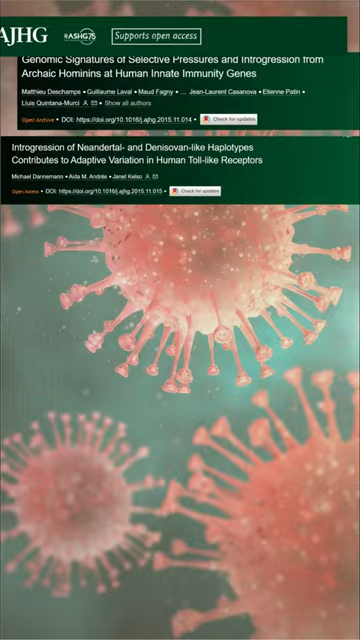 AJHG
#ASHG75
Supports open access
Genomic Signatures of Selective Pressures and Introgression from
Archaic Hominins at Human Innate Immunity Genes
Matthieu Deschamps • Guillaume Laval • Maud Fagny • ... Jean-Laurent Casanova • Etienne Patin •
Lluis Quintana-Murci • Show all authors
Open Archive • DOI: https://doi.org/10.1016/j.ajhg.2015.11.014 • Check for updates
Introgression of Neandertal- and Denisovan-like Haplotypes
Contributes to Adaptive Variation in Human Toll-like Receptors
Michael Dannemann • Aida M. Andrés • Janet Kelso
Open Access • DOI: https://doi.org/10.1016/j.ajhg.2015.11.015 • Check for updates